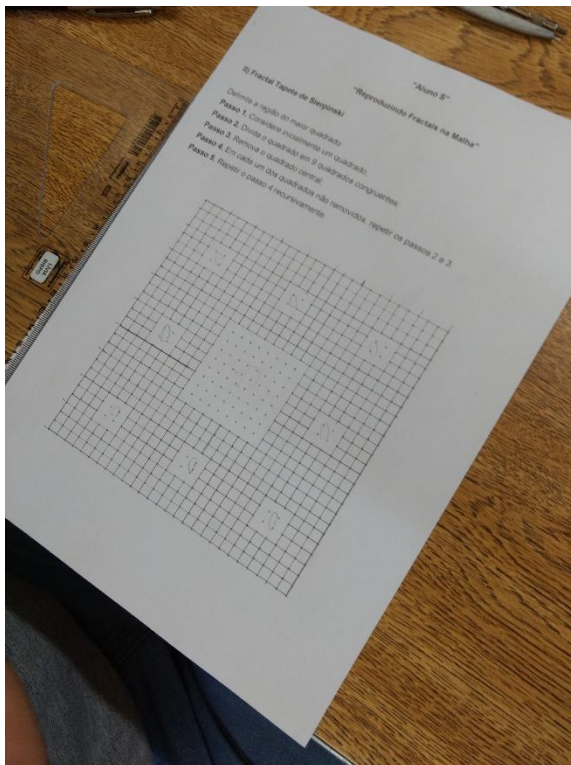 "Aluno 5"
"Reproduzindo Fractais na Malha"
II) Fractal Tapete de Sierpinski
Delimite a região do maior quadrado
Passo 1. Considere inicialmente um quadrado.
Passo 2. Divida o quadrado em 9 quadrados congruentes.
Passo 3. Remova o quadrado central.
Passo 4. Em cada um dos quadrados não removidos, repetir os passos 2 e 3.
Passo 5. Repetir o passo 4 recursivamente.